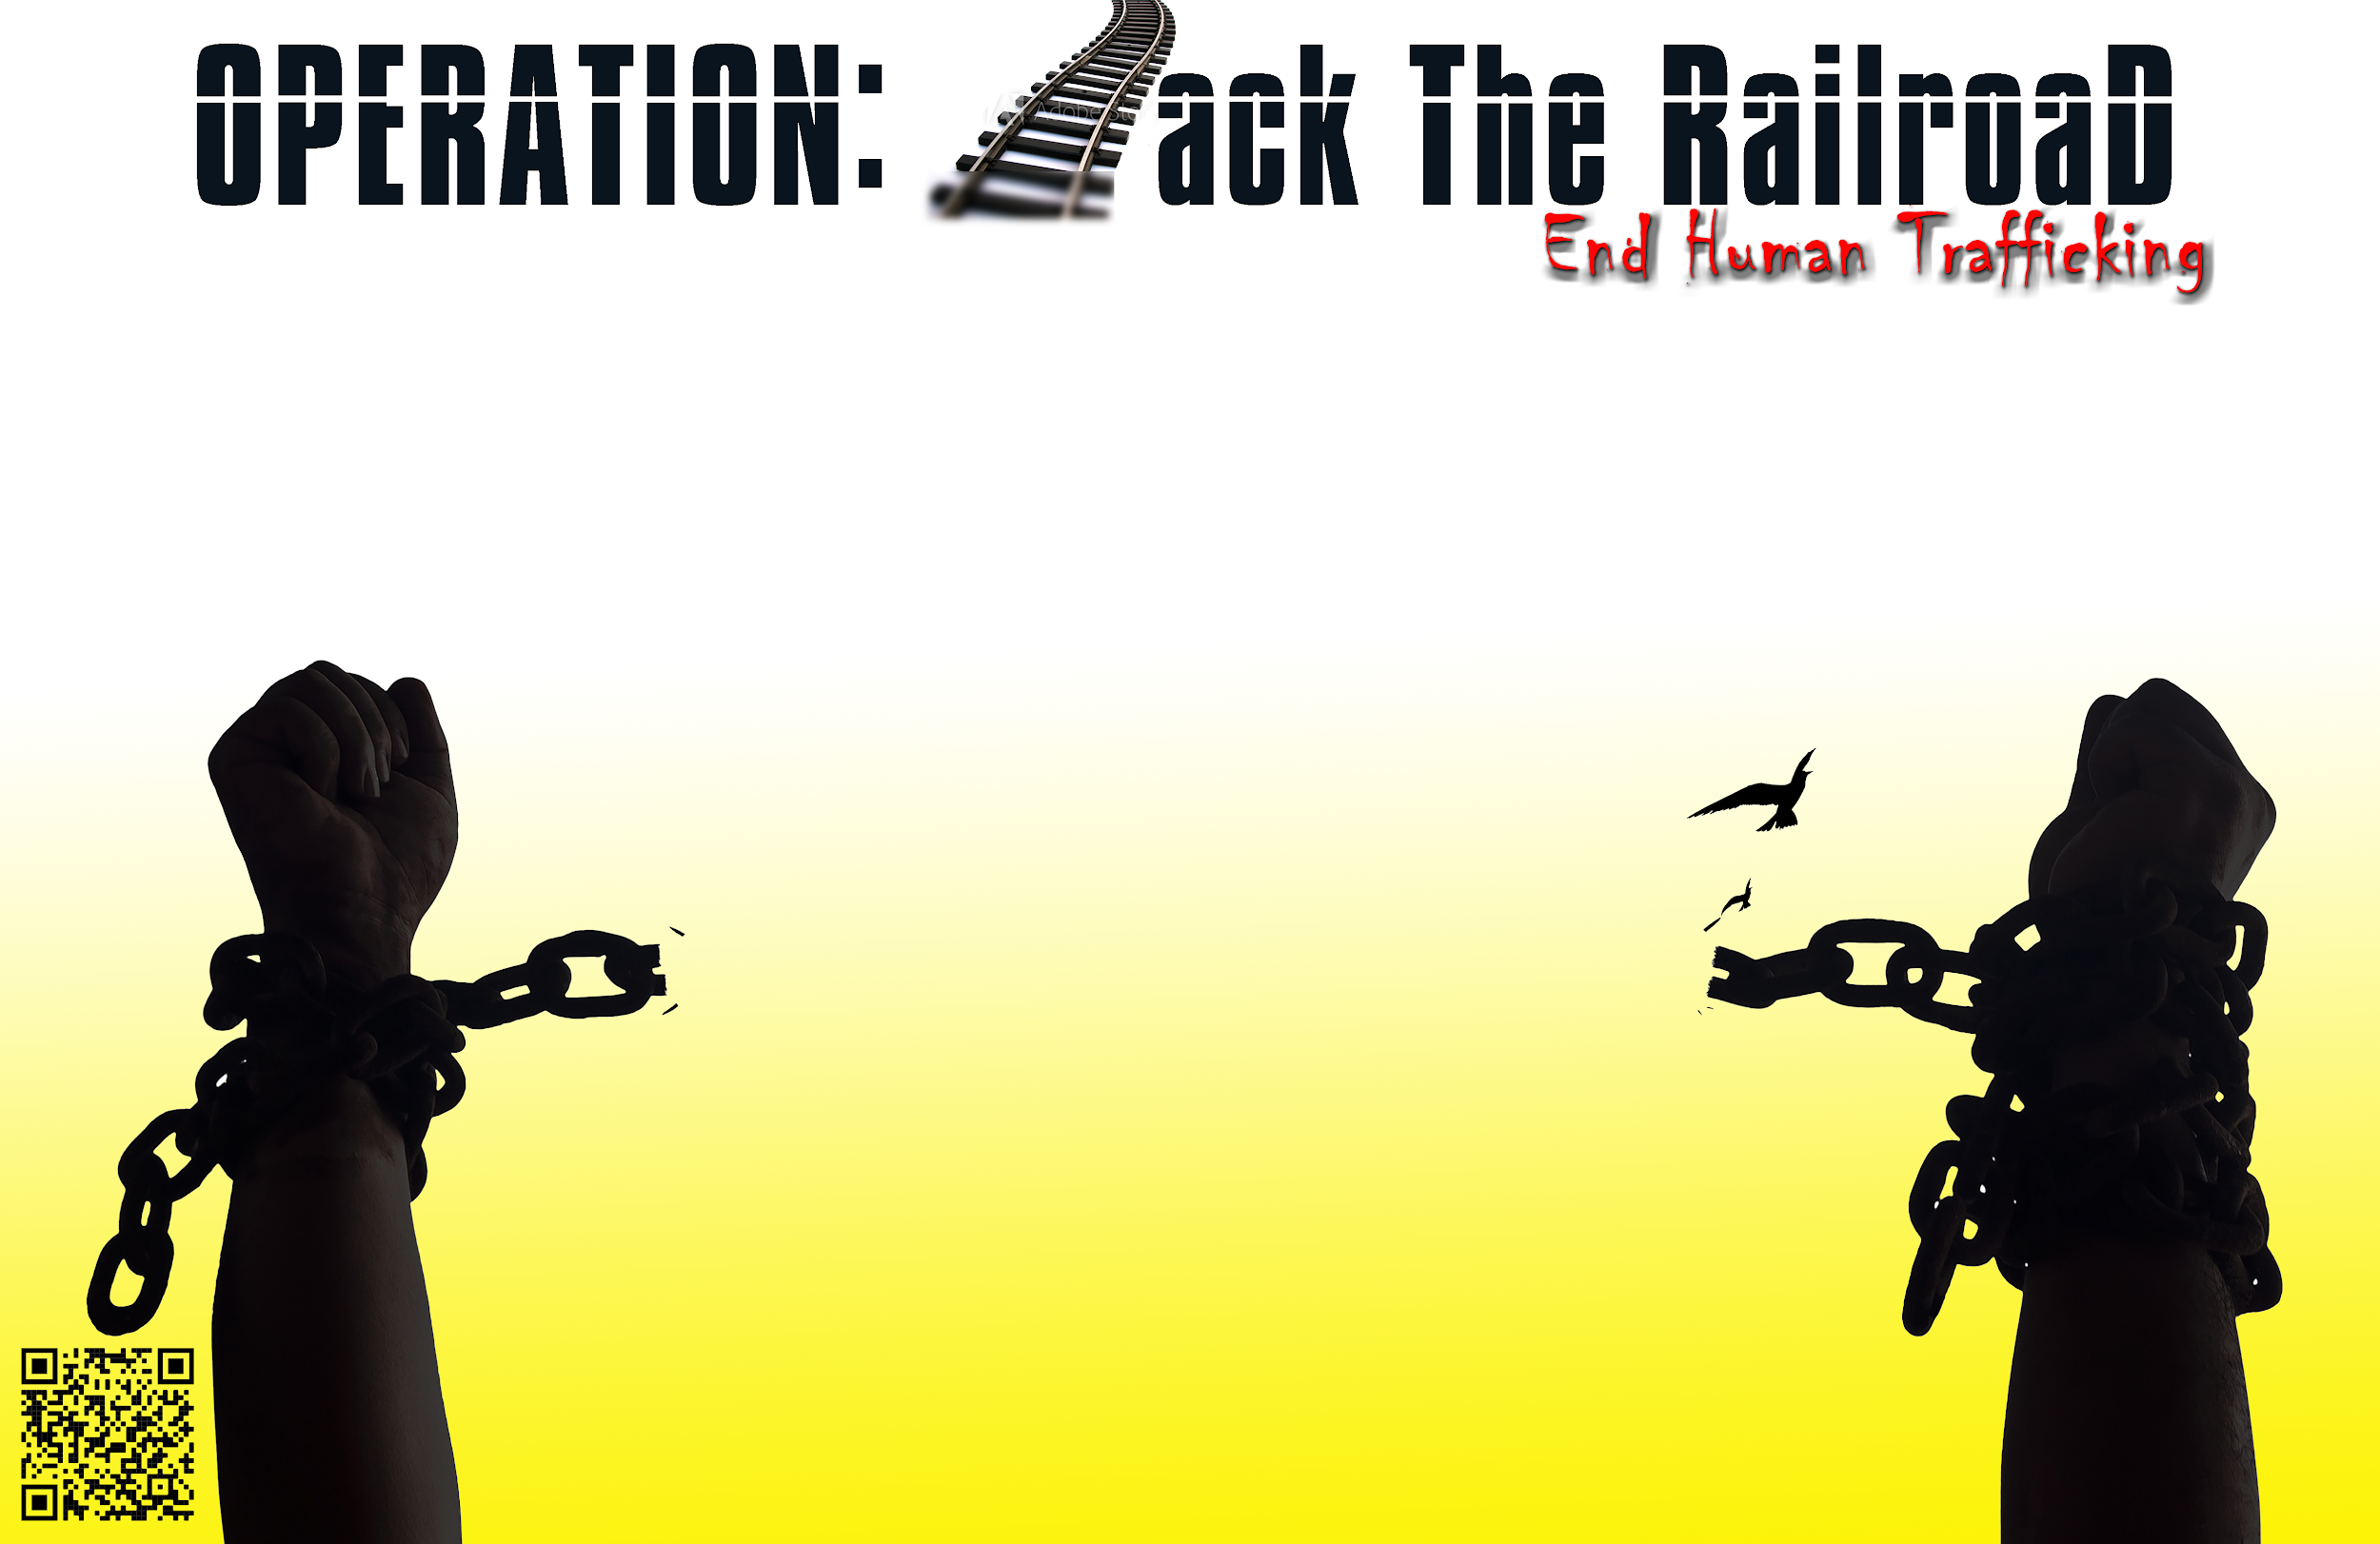 OPERATION: ack The RailroaD
End Human Trafficking